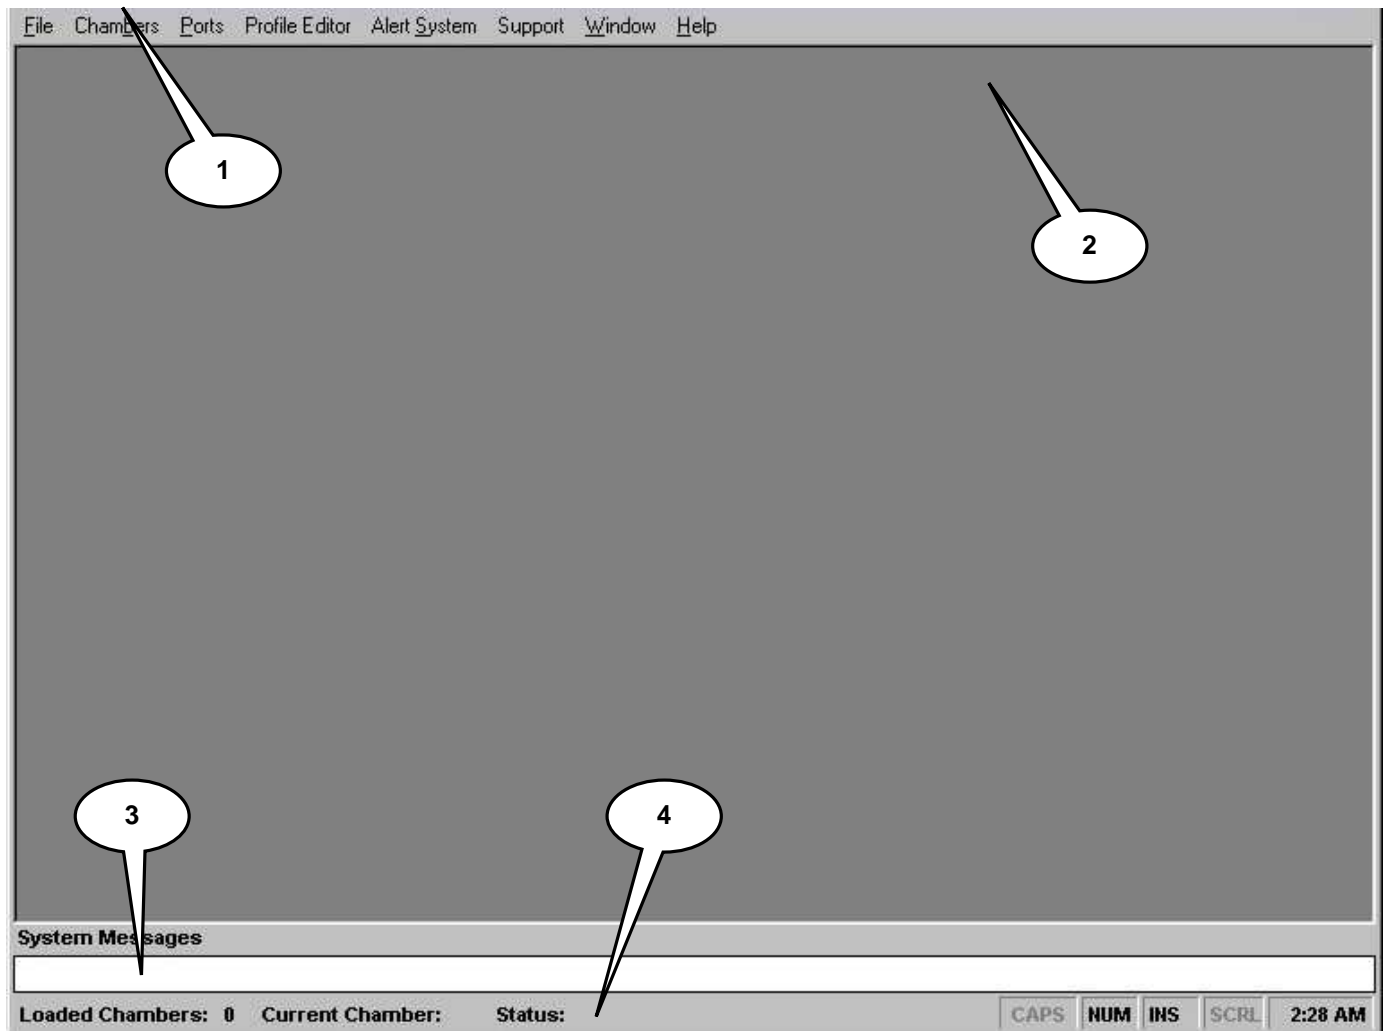 File Chambers Ports Profile Editor Alert System Support Window Help
1
2
3
4
System Messages
Loaded Chambers: 0 Current Chamber: Status: CAPS NUM INS SCRL 2:28 AM